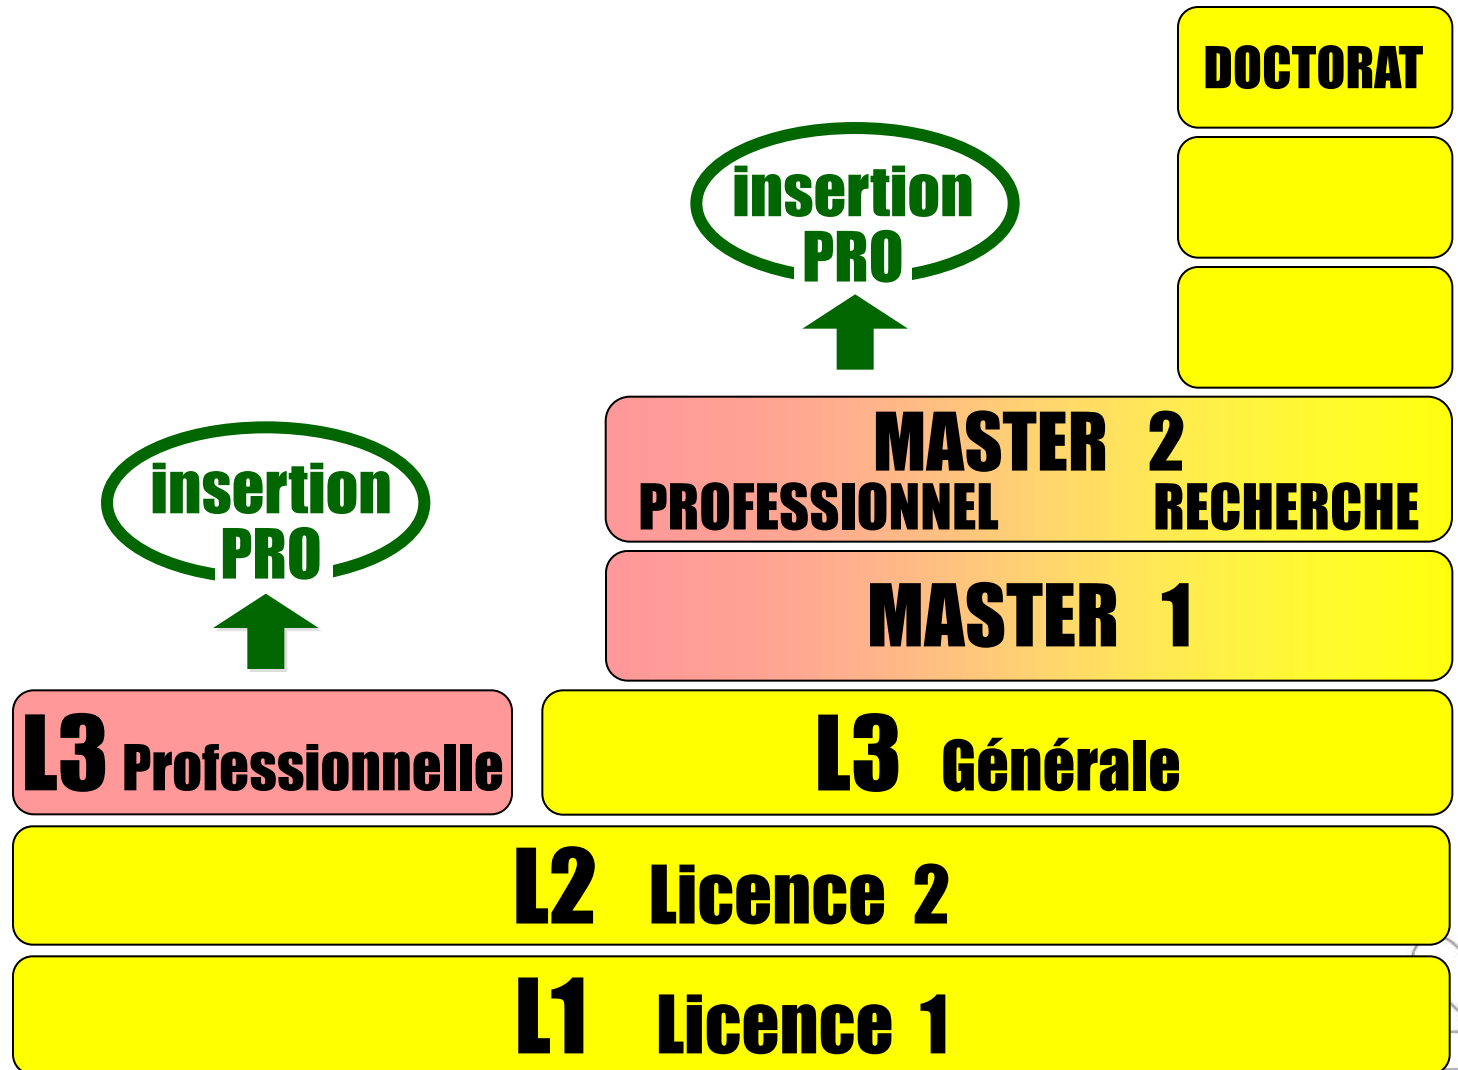 DOCTORAT
insertion
PRO
MASTER 2
PROFESSIONNEL RECHERCHE
insertion
PRO
MASTER 1
L3 Professionnelle
L3 Générale
L2 Licence 2
L1 Licence 1